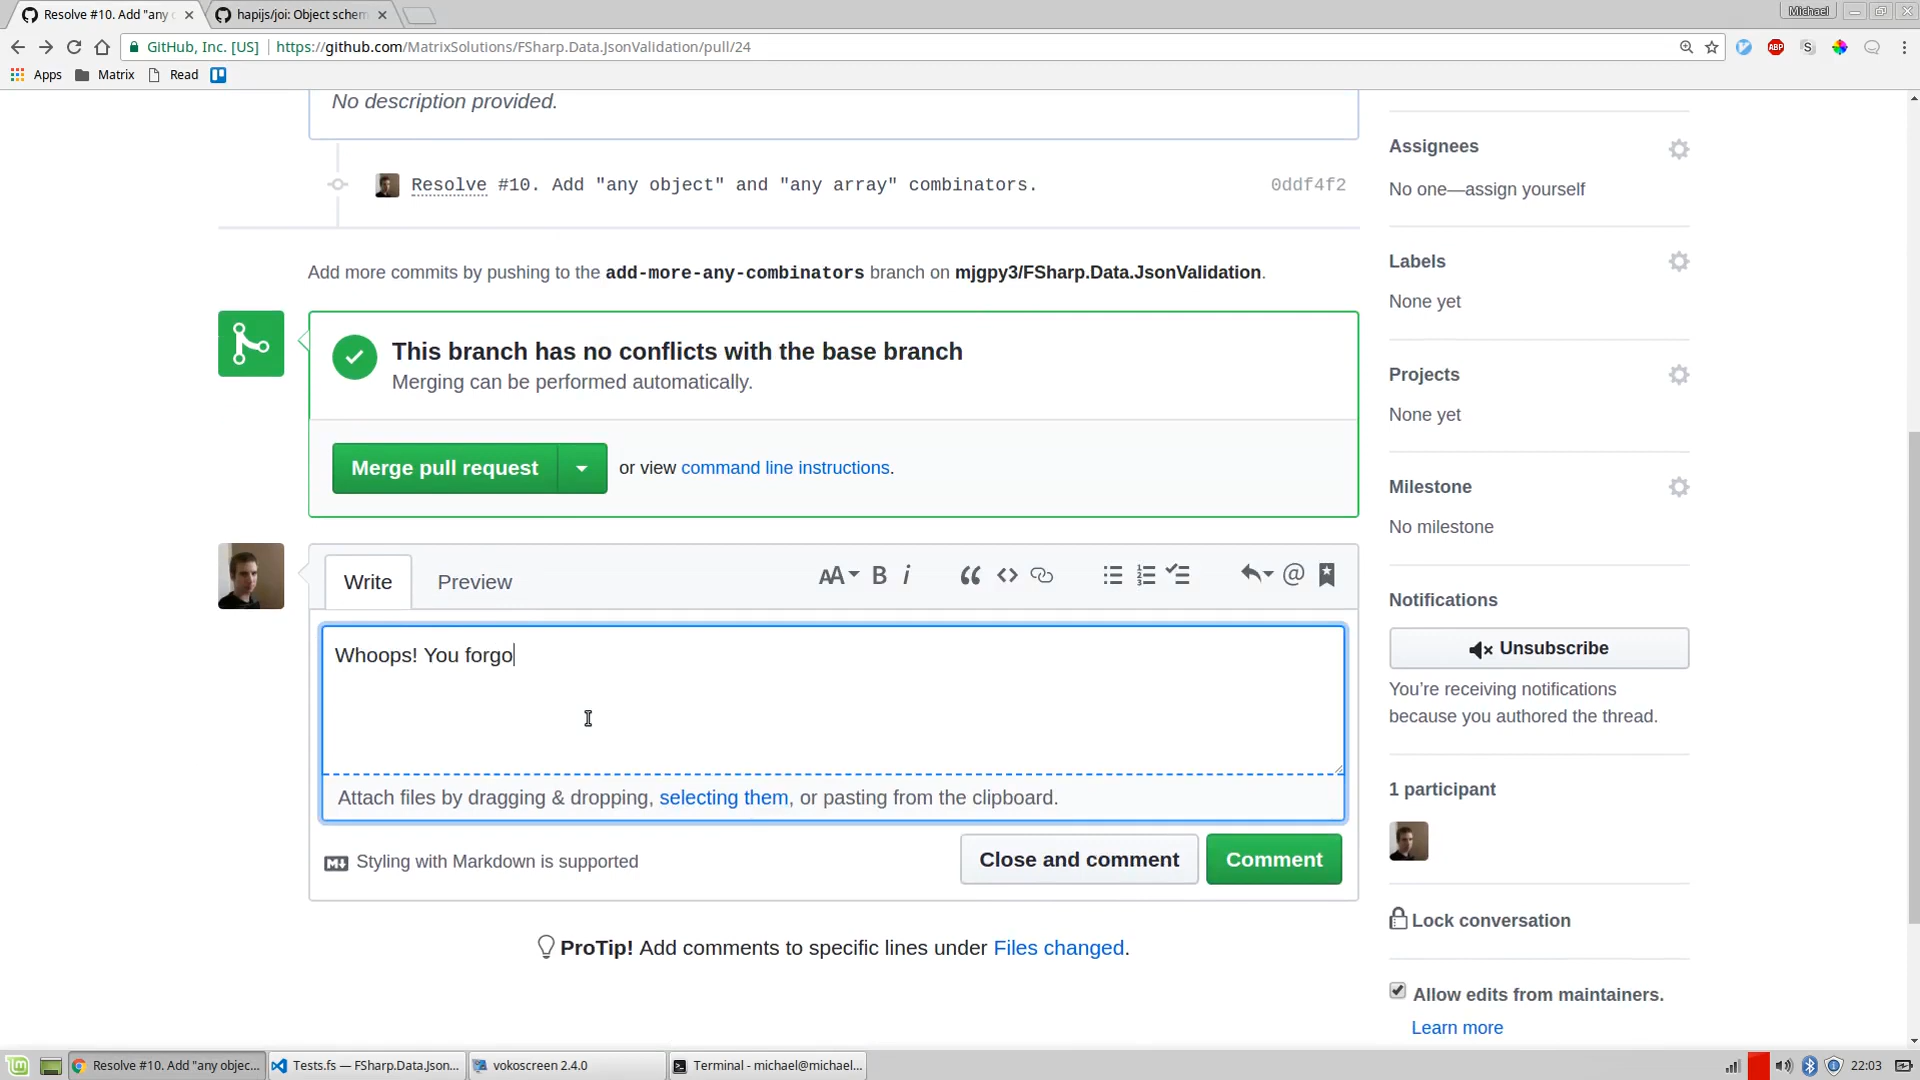 Resolve #10. Add "any o
hapijs/joi: Object schem
Michael
GitHub, Inc. [US]
https://github.com/MatrixSolutions/FSharp.Data.JsonValidation/pull/24
ABP
S
Apps
Matrix
Read
No description provided.
Resolve #10. Add "any object" and "any array" combinators.
0ddf4f2
Add more commits by pushing to the add-more-any-combinators branch on mjgpy3/FSharp.Data.JsonValidation.
This branch has no conflicts with the base branch
Merging can be performed automatically.
Merge pull request
or view command line instructions.
Write
Preview
AA
B
i
Whoops! You forgo
Attach files by dragging & dropping, selecting them, or pasting from the clipboard.
Styling with Markdown is supported
Close and comment
Comment
ProTip! Add comments to specific lines under Files changed.
Assignees
No one—assign yourself
Labels
None yet
Projects
None yet
Milestone
No milestone
Notifications
Unsubscribe
You’re receiving notifications
because you authored the thread.
1 participant
Lock conversation
Allow edits from maintainers.
Learn more
Resolve #10. Add "any objec...
Tests.fs — FSharp.Data.Json...
vokoscreen 2.4.0
Terminal - michael@michael...
22:03